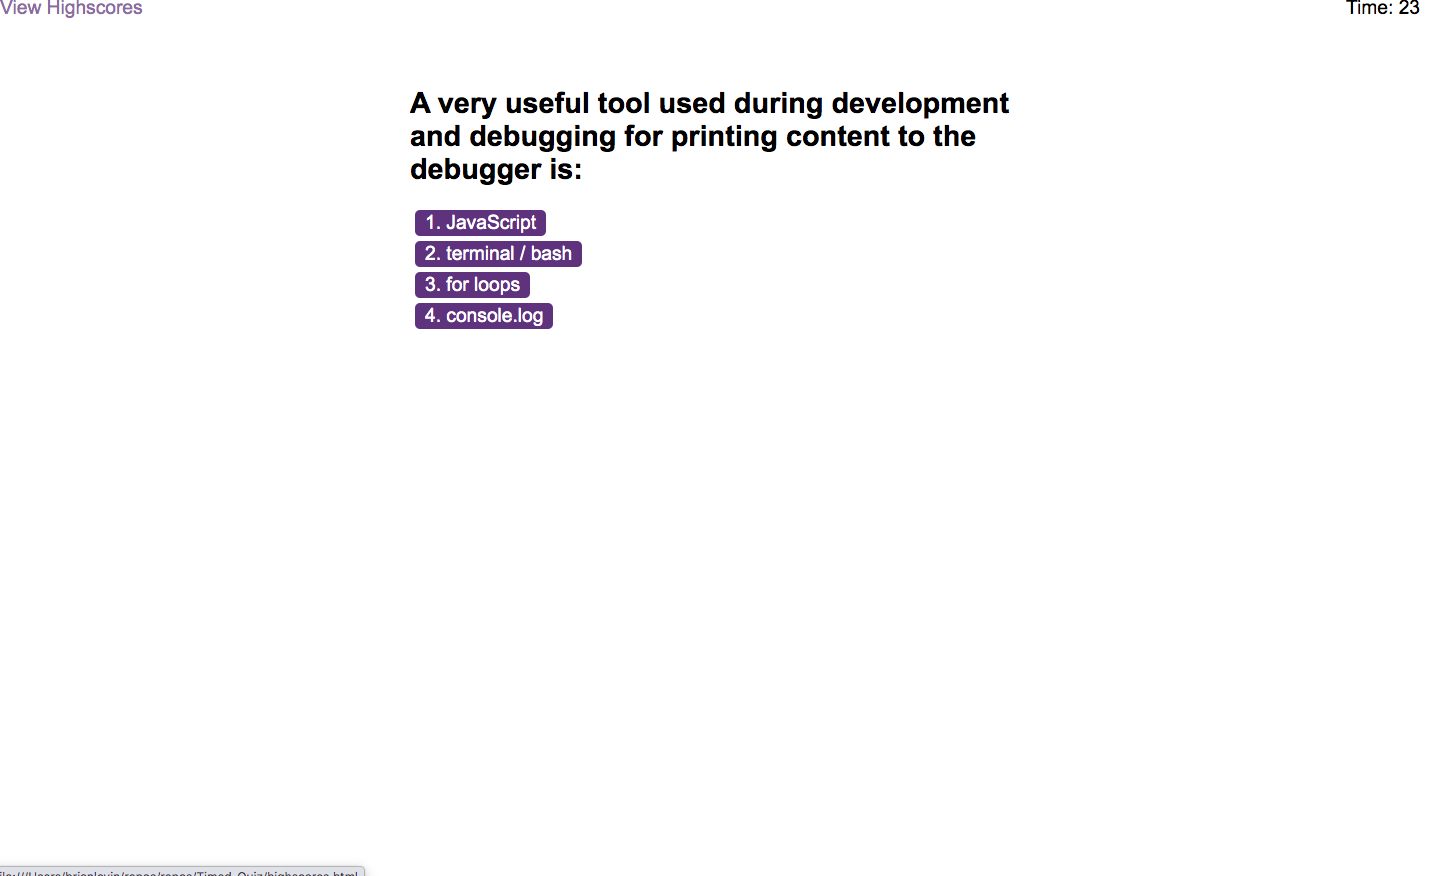 View Highscores
Time: 23
A very useful tool used during development
and debugging for printing content to the
debugger is:
1. JavaScript
2. terminal / bash
3. for loops
4. console.log